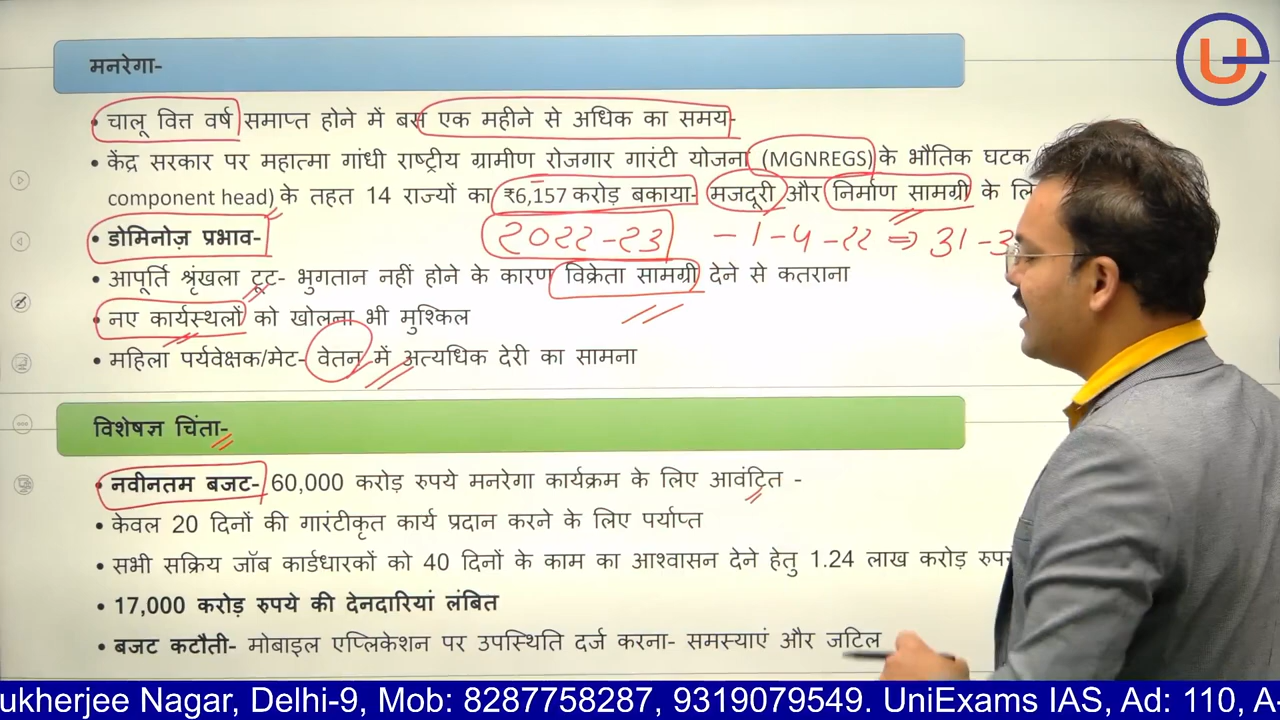 मनरेगा-
• चालू वित्त वर्ष समाप्त होने में बस एक महीने से अधिक का समय-
• केंद्र सरकार पर महात्मा गांधी राष्ट्रीय ग्रामीण रोजगार गारंटी योजना (MGNREGS) के भौतिक घटक
component head) के तहत 14 राज्यों का ₹6,157 करोड़ बकाया- मजदूरी और निर्माण सामग्री के
• डोमिनोज़ प्रभाव-
2022-23 - 1-4-22 ⇒ 31-3
• आपूर्ति श्रृंखला टूट- भुगतान नहीं होने के कारण विक्रेता सामग्री देने से कतराना
• नए कार्यस्थलों को खोलना भी मुश्किल
• महिला पर्यवेक्षक/मेट- वेतन में अत्यधिक देरी का सामना
विशेषज्ञ चिंता-
• नवीनतम बजट- 60,000 करोड़ रुपये मनरेगा कार्यक्रम के लिए आवंटित -
• केवल 20 दिनों की गारंटीकृत कार्य प्रदान करने के लिए पर्याप्त
• सभी सक्रिय जॉब कार्डधारकों को 40 दिनों के काम का आश्वासन देने हेतु 1.24 लाख करोड़
• 17,000 करोड़ रुपये की देनदारियां लंबित
• बजट कटौती- मोबाइल एप्लिकेशन पर उपस्थिति दर्ज करना- समस्याएं और जटिल
ukherjee Nagar, Delhi-9, Mob: 8287758287, 9319079549. UniExams IAS, Ad: 110, A